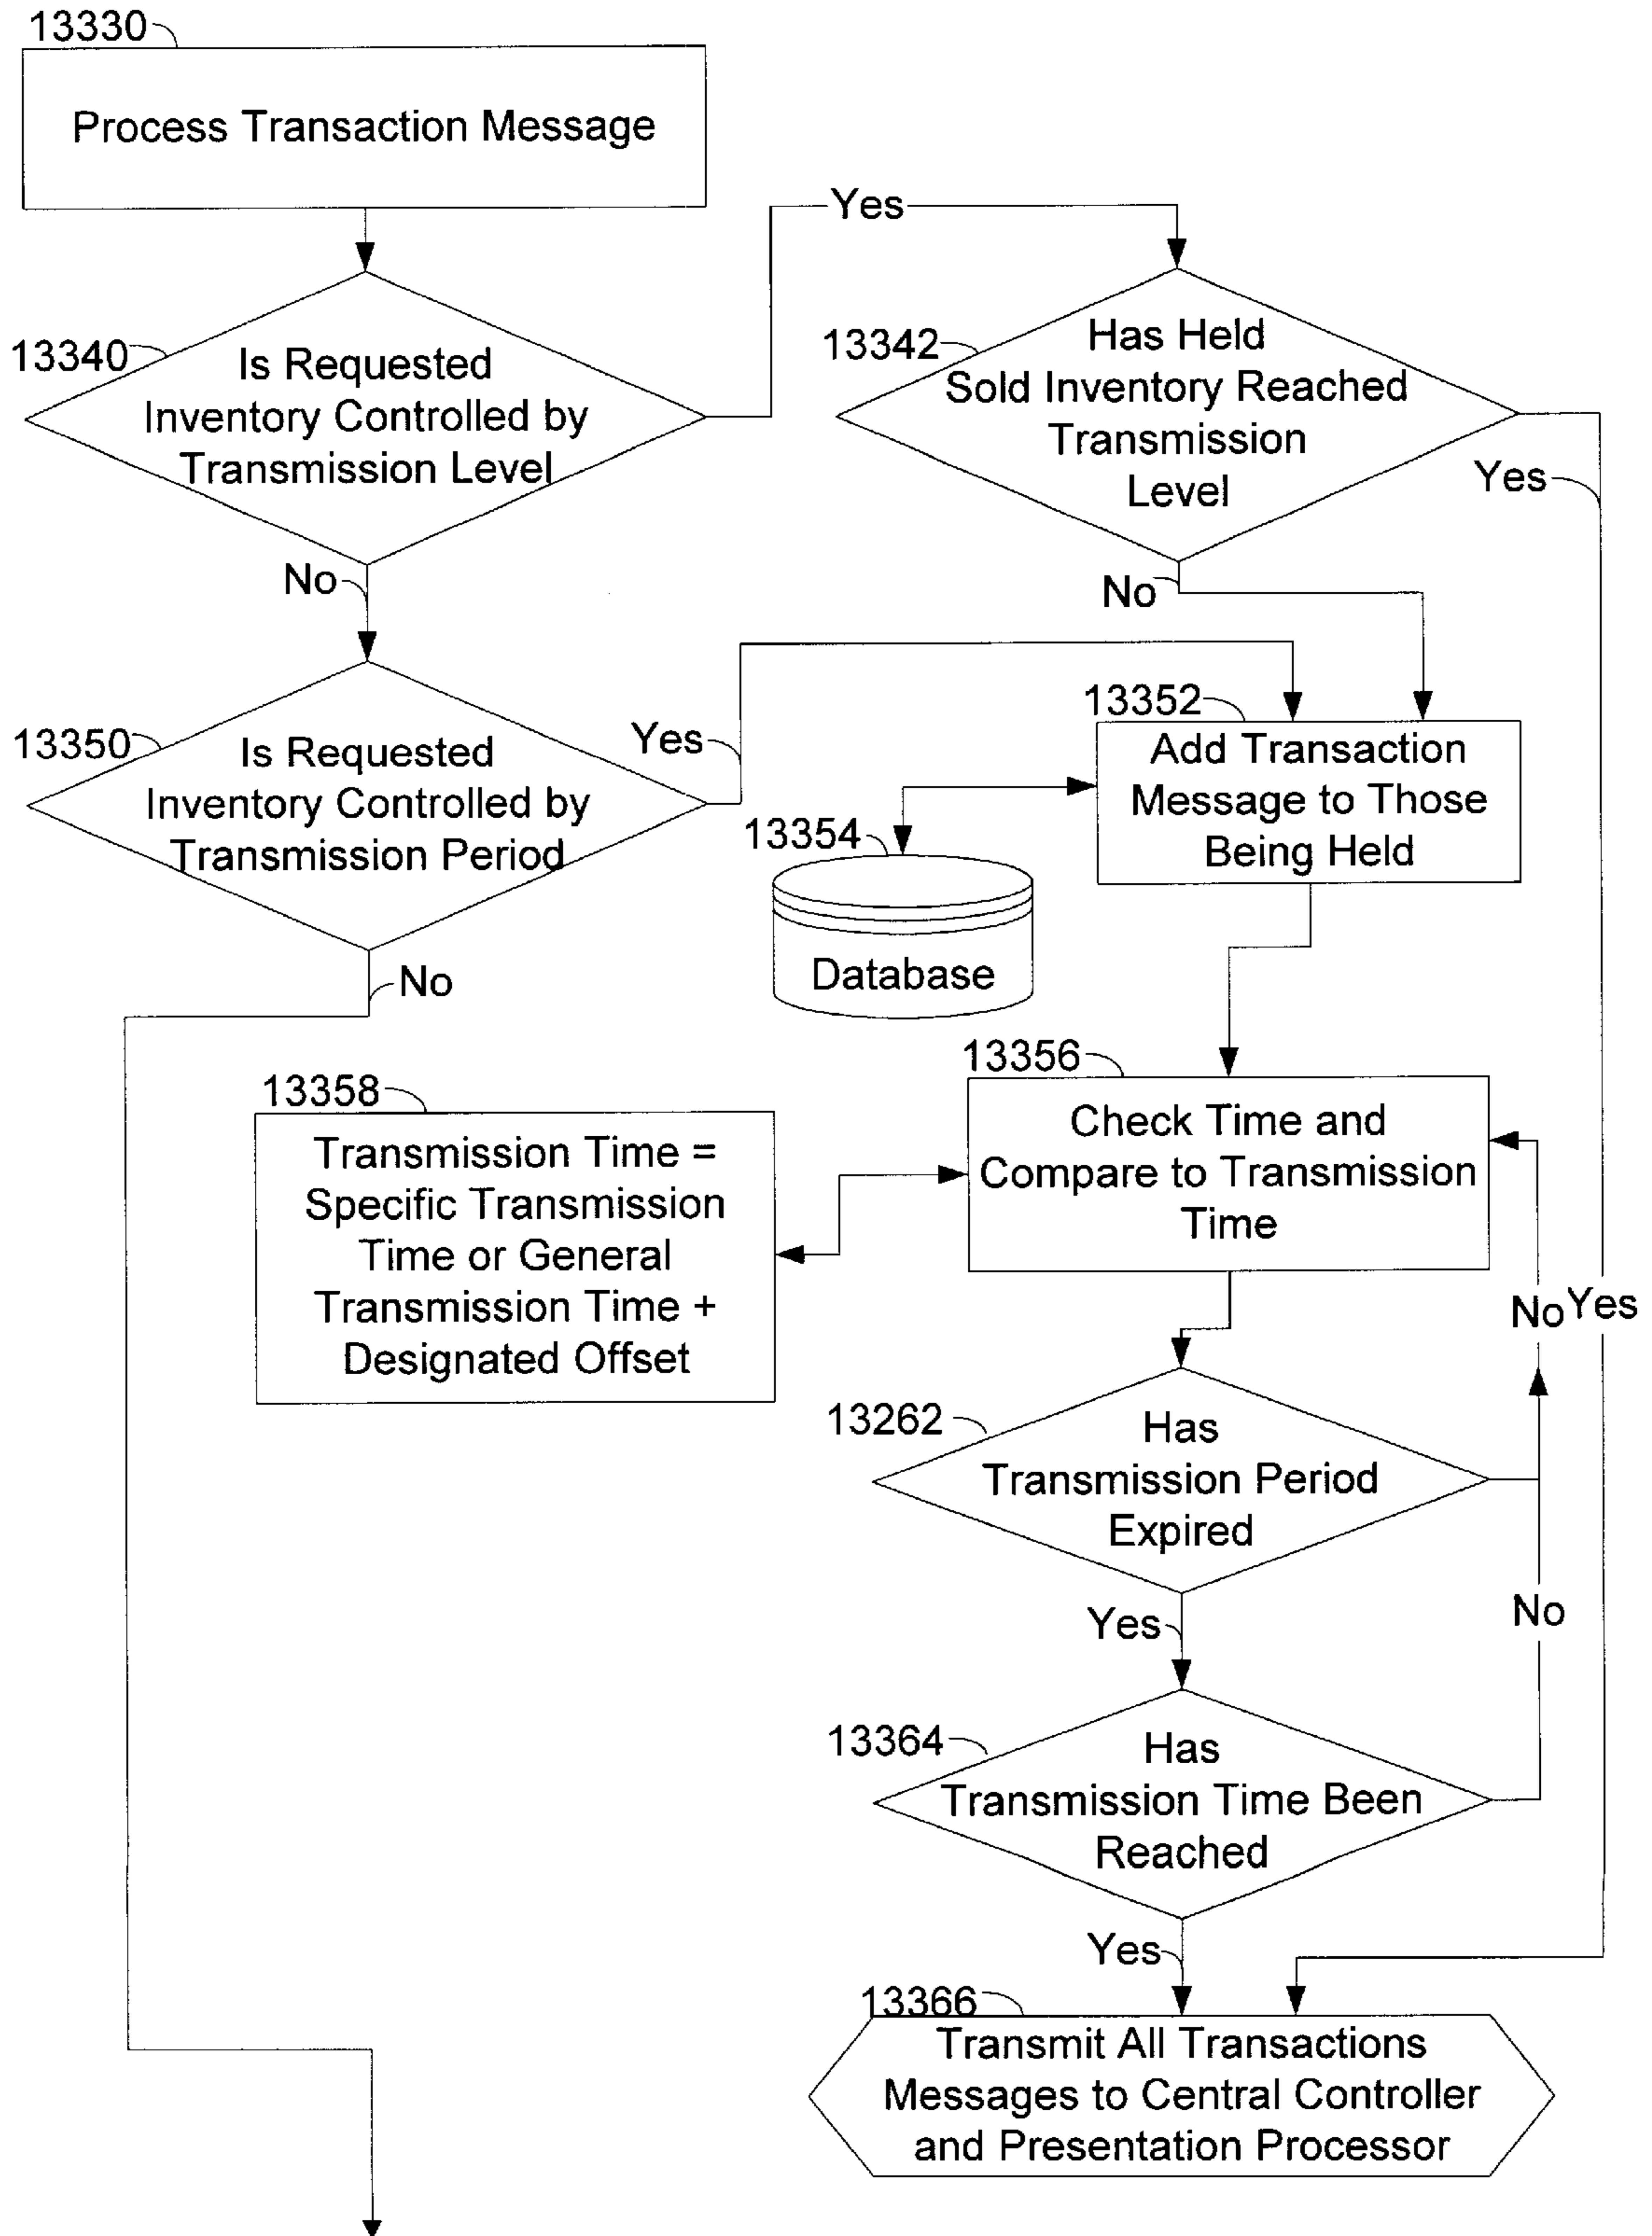 13330
Process Transaction Message
Yes
13340
Is Requested
Inventory Controlled by
Transmission Level
13342
Has Held
Sold Inventory Reached
Transmission
Level
Yes
No
No
13350
Is Requested
Inventory Controlled by
Transmission Period
Yes
13352
Add Transaction
Message to Those
Being Held
13354
Database
No
13356
Check Time and
Compare to Transmission
Time
13358
Transmission Time =
Specific Transmission
Time or General
Transmission Time +
Designated Offset
No
Yes
13262
Has
Transmission Period
Expired
No
Yes
13364
Has
Transmission Time Been
Reached
Yes
13366
Transmit All Transactions
Messages to Central Controller
and Presentation Processor